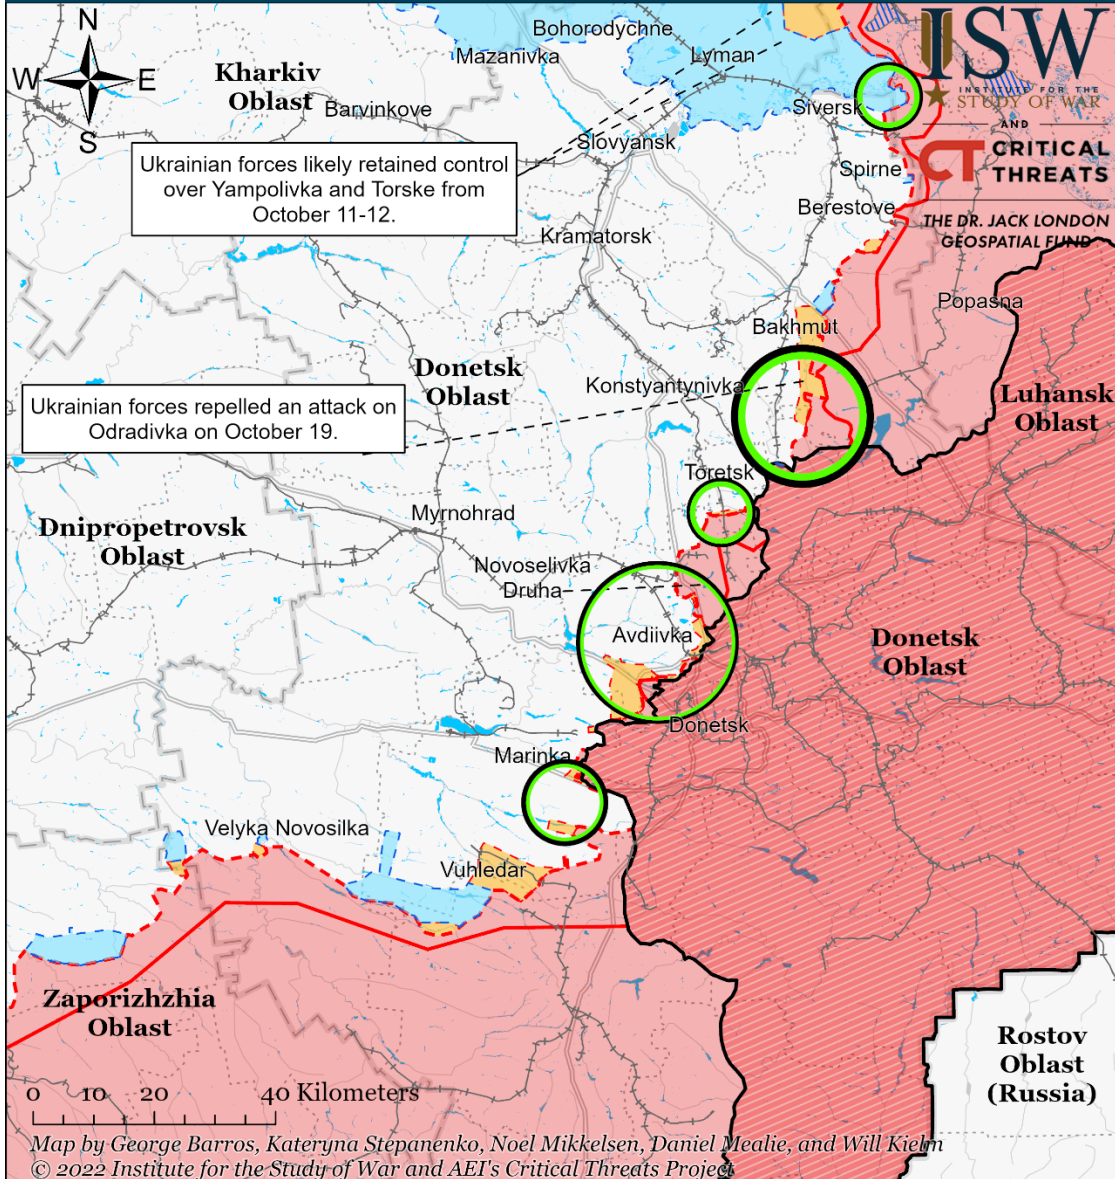 N
W E
S
ISW
INSTITUTE FOR THE
STUDY OF WAR
AND
CT CRITICAL
THREATS
THE DR. JACK LONDON
GEOSPATIAL FUND
Bohorodychne
Mazanivka
Lyman
Kharkiv
Oblast
Barvinkove
Siversk
Slovyansk
Ukrainian forces likely retained control
over Yampolivka and Torske from
October 11-12.
Spirne
Berestove
Kramatorsk
Popasna
Bakhmut
Donetsk
Oblast
Konstyantynivka
Luhansk
Oblast
Ukrainian forces repelled an attack on
Odradivka on October 19.
Toretsk
Myrnohrad
Dnipropetrovsk
Oblast
Novoselivka
Druha
Avdiivka
Donetsk
Oblast
Donetsk
Marinka
Velyka Novosilka
Vuhledar
Zaporizhzhia
Oblast
Rostov
Oblast
(Russia)
0 10 20 40 Kilometers
Map by George Barros, Kateryna Stepanenko, Noel Mikkelsen, Daniel Mealie, and Will Kielm
© 2022 Institute for the Study of War and AEI's Critical Threats Project